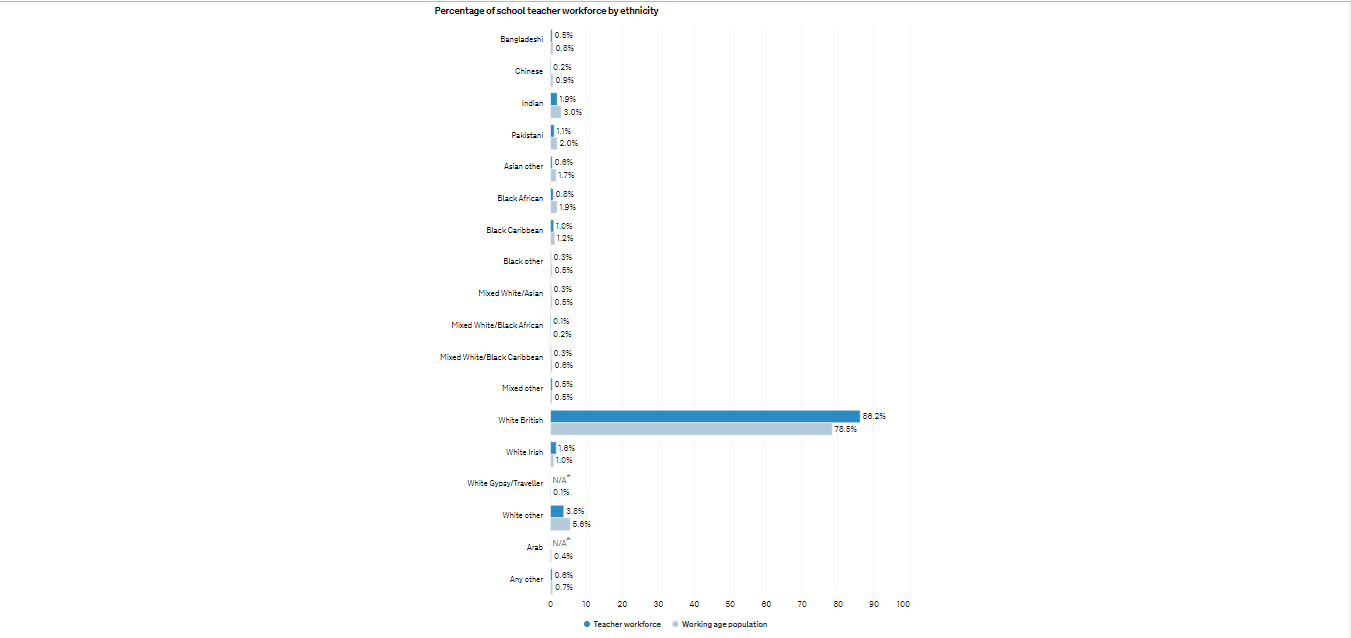 Percentage of school teacher workforce by ethnicity
Bangladeshi
0.5%
0.8%
Chinese
0.2%
0.9%
Indian
1.9%
3.0%
Pakistani
1.1%
2.0%
Asian other
0.6%
1.7%
Black African
0.8%
1.9%
Black Caribbean
1.0%
1.2%
Black other
0.3%
0.5%
Mixed White/Asian
0.3%
0.5%
Mixed White/Black African
0.1%
0.2%
Mixed White/Black Caribbean
0.3%
0.6%
Mixed other
0.5%
0.5%
White British
86.2%
78.5%
White Irish
1.6%
1.0%
White Gypsy/Traveller
N/A*
0.1%
White other
3.8%
5.6%
Arab
N/A*
0.4%
Any other
0.6%
0.7%
0 10 20 30 40 50 60 70 80 90 100
Teacher workforce Working age population